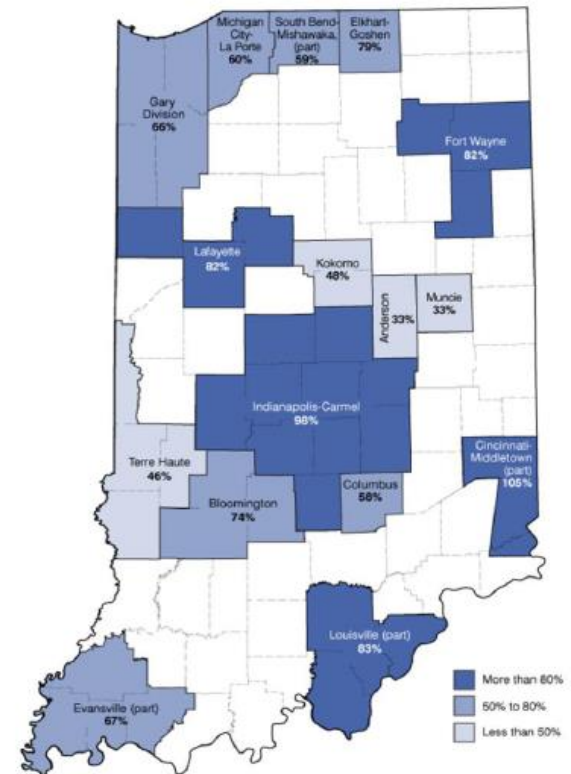 Michigan
City-
La Porte
60%
South Bend-
Mishawaka,
(part)
59%
Elkhart-
Goshen
79%
Gary
Division
66%
Fort Wayne
82%
Lafayette
82%
Kokomo
48%
Anderson
33%
Muncie
33%
Indianapolis-Carmel
98%
Cincinnati-
Middletown
(part)
105%
Terre Haute
46%
Columbus
58%
Bloomington
74%
Louisville (part)
83%
Evansville (part)
67%
More than 80%
50% to 80%
Less than 50%